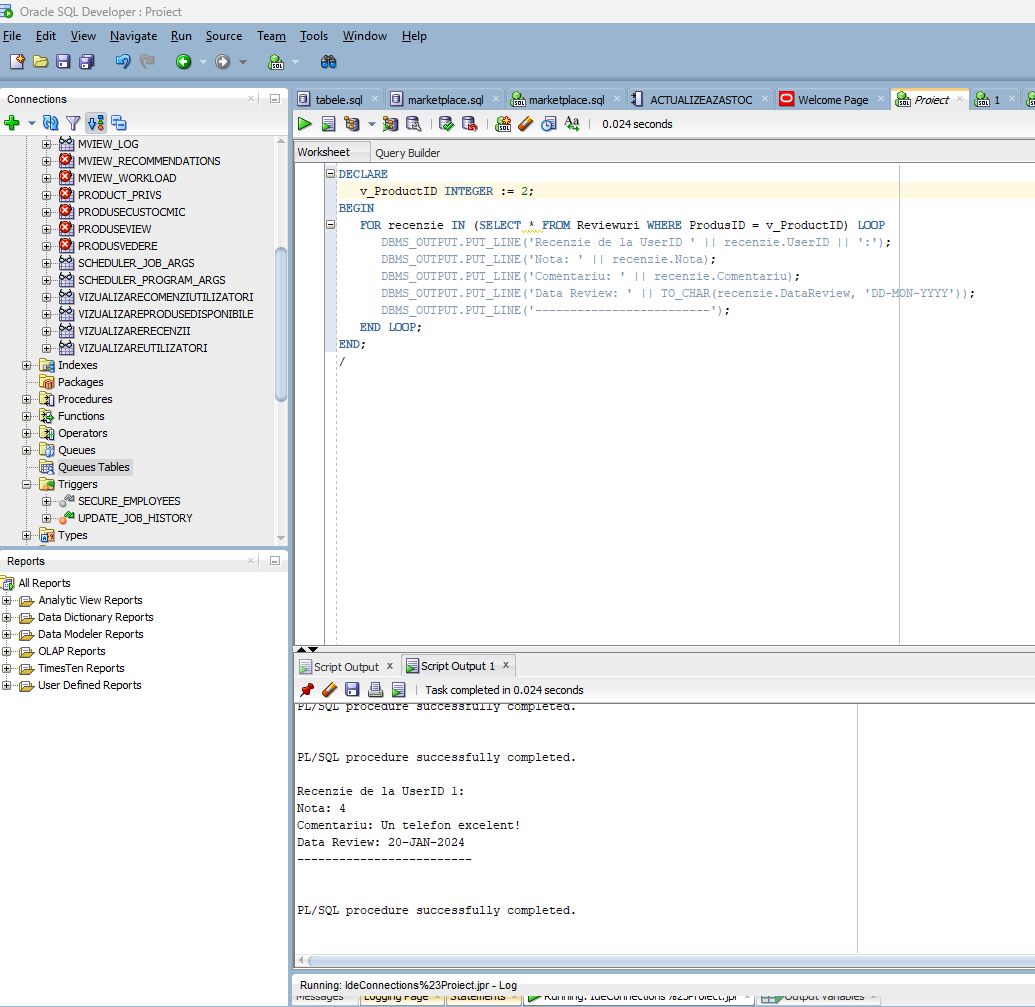 Oracle SQL Developer : Proiect
File Edit View Navigate Run Source Team Tools Window Help
Connections
MVIEW_LOG
MVIEW_RECOMMENDATIONS
MVIEW_WORKLOAD
PRODUCT_PRIVS
PRODUSECUSTOCMIC
PRODUSEVIEW
PRODUSVEDERE
SCHEDULER_JOB_ARGS
SCHEDULER_PROGRAM_ARGS
VIZUALIZARECOMENZIUTILIZATORI
VIZUALIZAREPRODUSEDISPONIBILE
VIZUALIZARERECENZII
VIZUALIZAREUTILIZATORI
Indexes
Packages
Procedures
Functions
Operators
Queues
Queues Tables
Triggers
SECURE_EMPLOYEES
UPDATE_JOB_HISTORY
Types
Reports
All Reports
Analytic View Reports
Data Dictionary Reports
Data Modeler Reports
OLAP Reports
TimesTen Reports
User Defined Reports
tabele.sql marketplace.sql marketplace.sql ACTUALIZEAZASTOC Welcome Page Proiect 1
0.024 seconds
Worksheet Query Builder
DECLARE
v_ProductID INTEGER := 2;
BEGIN
FOR recenzie IN (SELECT * FROM Reviewuri WHERE ProdusID = v_ProductID) LOOP
DBMS_OUTPUT.PUT_LINE('Recenzie de la UserID ' || recenzie.UserID || ':');
DBMS_OUTPUT.PUT_LINE('Nota: ' || recenzie.Nota);
DBMS_OUTPUT.PUT_LINE('Comentariu: ' || recenzie.Comentariu);
DBMS_OUTPUT.PUT_LINE('Data Review: ' || TO_CHAR(recenzie.DataReview, 'DD-MON-YYYY'));
DBMS_OUTPUT.PUT_LINE('-------------------------');
END LOOP;
END;
/
Script Output Script Output 1
Task completed in 0.024 seconds
PL/SQL procedure successfully completed.
PL/SQL procedure successfully completed.
Recenzie de la UserID 1:
Nota: 4
Comentariu: Un telefon excelent!
Data Review: 20-JAN-2024
-------------------------
PL/SQL procedure successfully completed.
Running: IdeConnections%23Proiect.jpr - Log
Messages Logging Page Statements Running: IdeConnections%23Proiect.jpr Output Variables